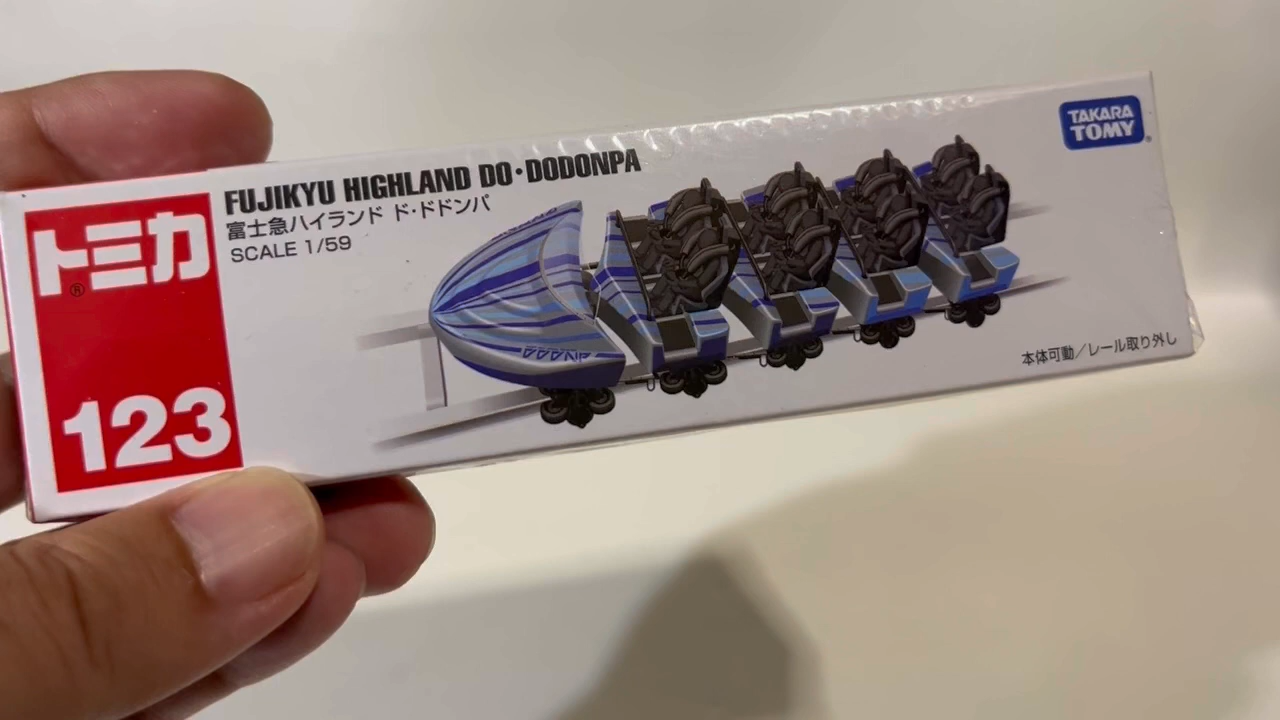 トミカ
®
123
FUJIKYU HIGHLAND DO・DODONPA
富士急ハイランド ド・ドドンパ
SCALE 1/59
TAKARA
TOMY
本体可動/レール取り外し